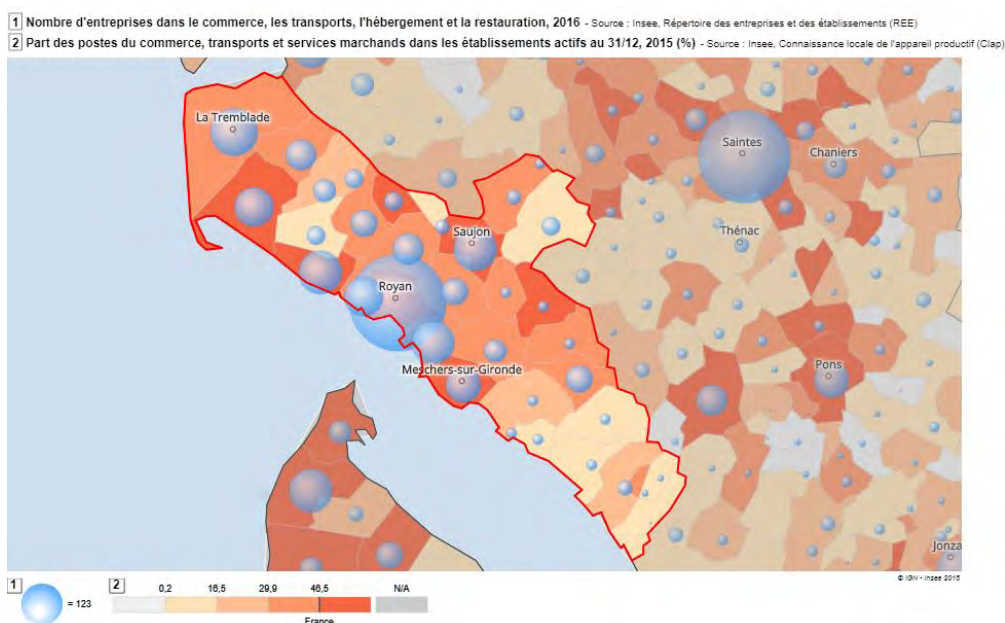 1 Nombre d'entreprises dans le commerce, les transports, l'hébergement et la restauration, 2016 - Source : Insee, Répertoire des entreprises et des établissements (REE)
2 Part des postes du commerce, transports et services marchands dans les établissements actifs au 31/12, 2015 (%) - Source : Insee, Connaissance locale de l'appareil productif (Clap)
La Tremblade
Saintes
Chaniers
Thénac
Saujon
Royan
Pons
Meschers-sur-Gironde
Jonza
© IGN - Insee 2015
1 = 123
2 0,2 16,5 29,9 46,5 N/A
France